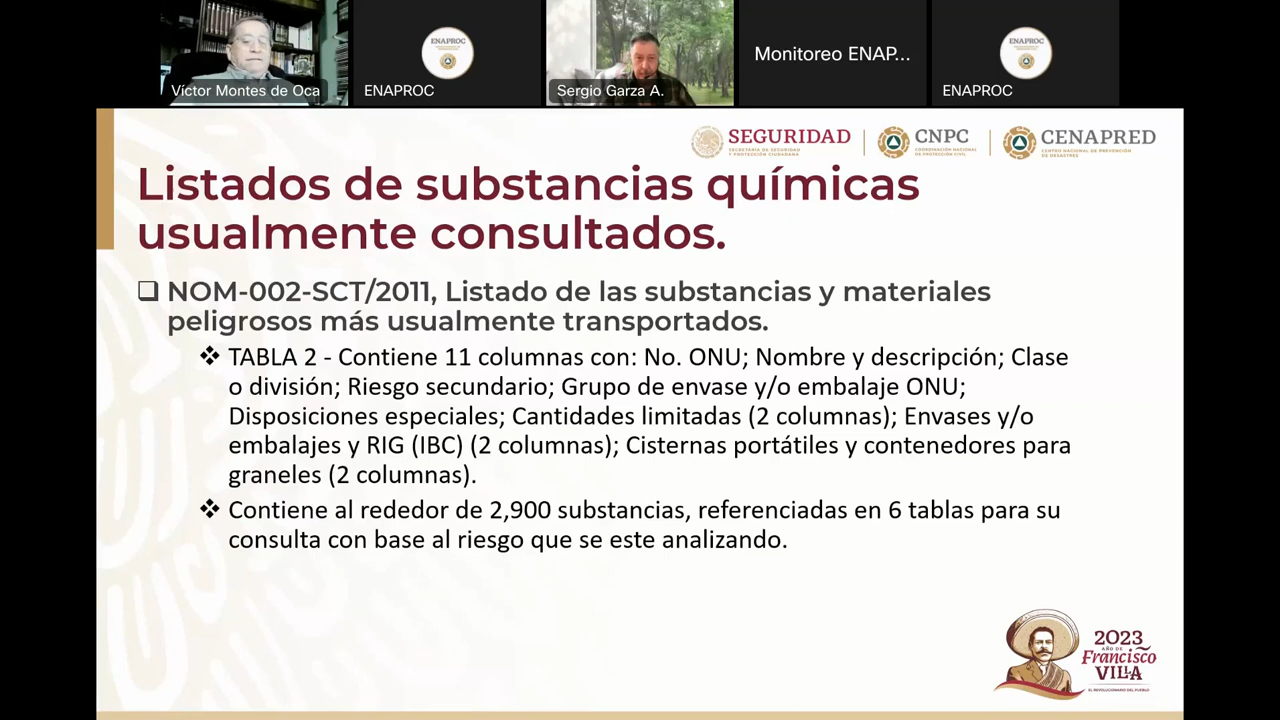 Víctor Montes de Oca
ENAPROC
ENAPROC
Sergio Garza A.
Monitoreo ENAP...
ENAPROC
ENAPROC
SEGURIDAD
SECRETARÍA DE SEGURIDAD
Y PROTECCIÓN CIUDADANA
CNPC
COORDINACIÓN NACIONAL
DE PROTECCIÓN CIVIL
CENAPRED
CENTRO NACIONAL DE PREVENCIÓN
DE DESASTRES
Listados de substancias químicas
usualmente consultados.
❑ NOM-002-SCT/2011, Listado de las substancias y materiales
peligrosos más usualmente transportados.
❖ TABLA 2 - Contiene 11 columnas con: No. ONU; Nombre y descripción; Clase
o división; Riesgo secundario; Grupo de envase y/o embalaje ONU;
Disposiciones especiales; Cantidades limitadas (2 columnas); Envases y/o
embalajes y RIG (IBC) (2 columnas); Cisternas portátiles y contenedores para
graneles (2 columnas).
❖ Contiene al rededor de 2,900 substancias, referenciadas en 6 tablas para su
consulta con base al riesgo que se este analizando.
2023
AÑO DE
Francisco
VILLA
EL REVOLUCIONARIO DEL PUEBLO